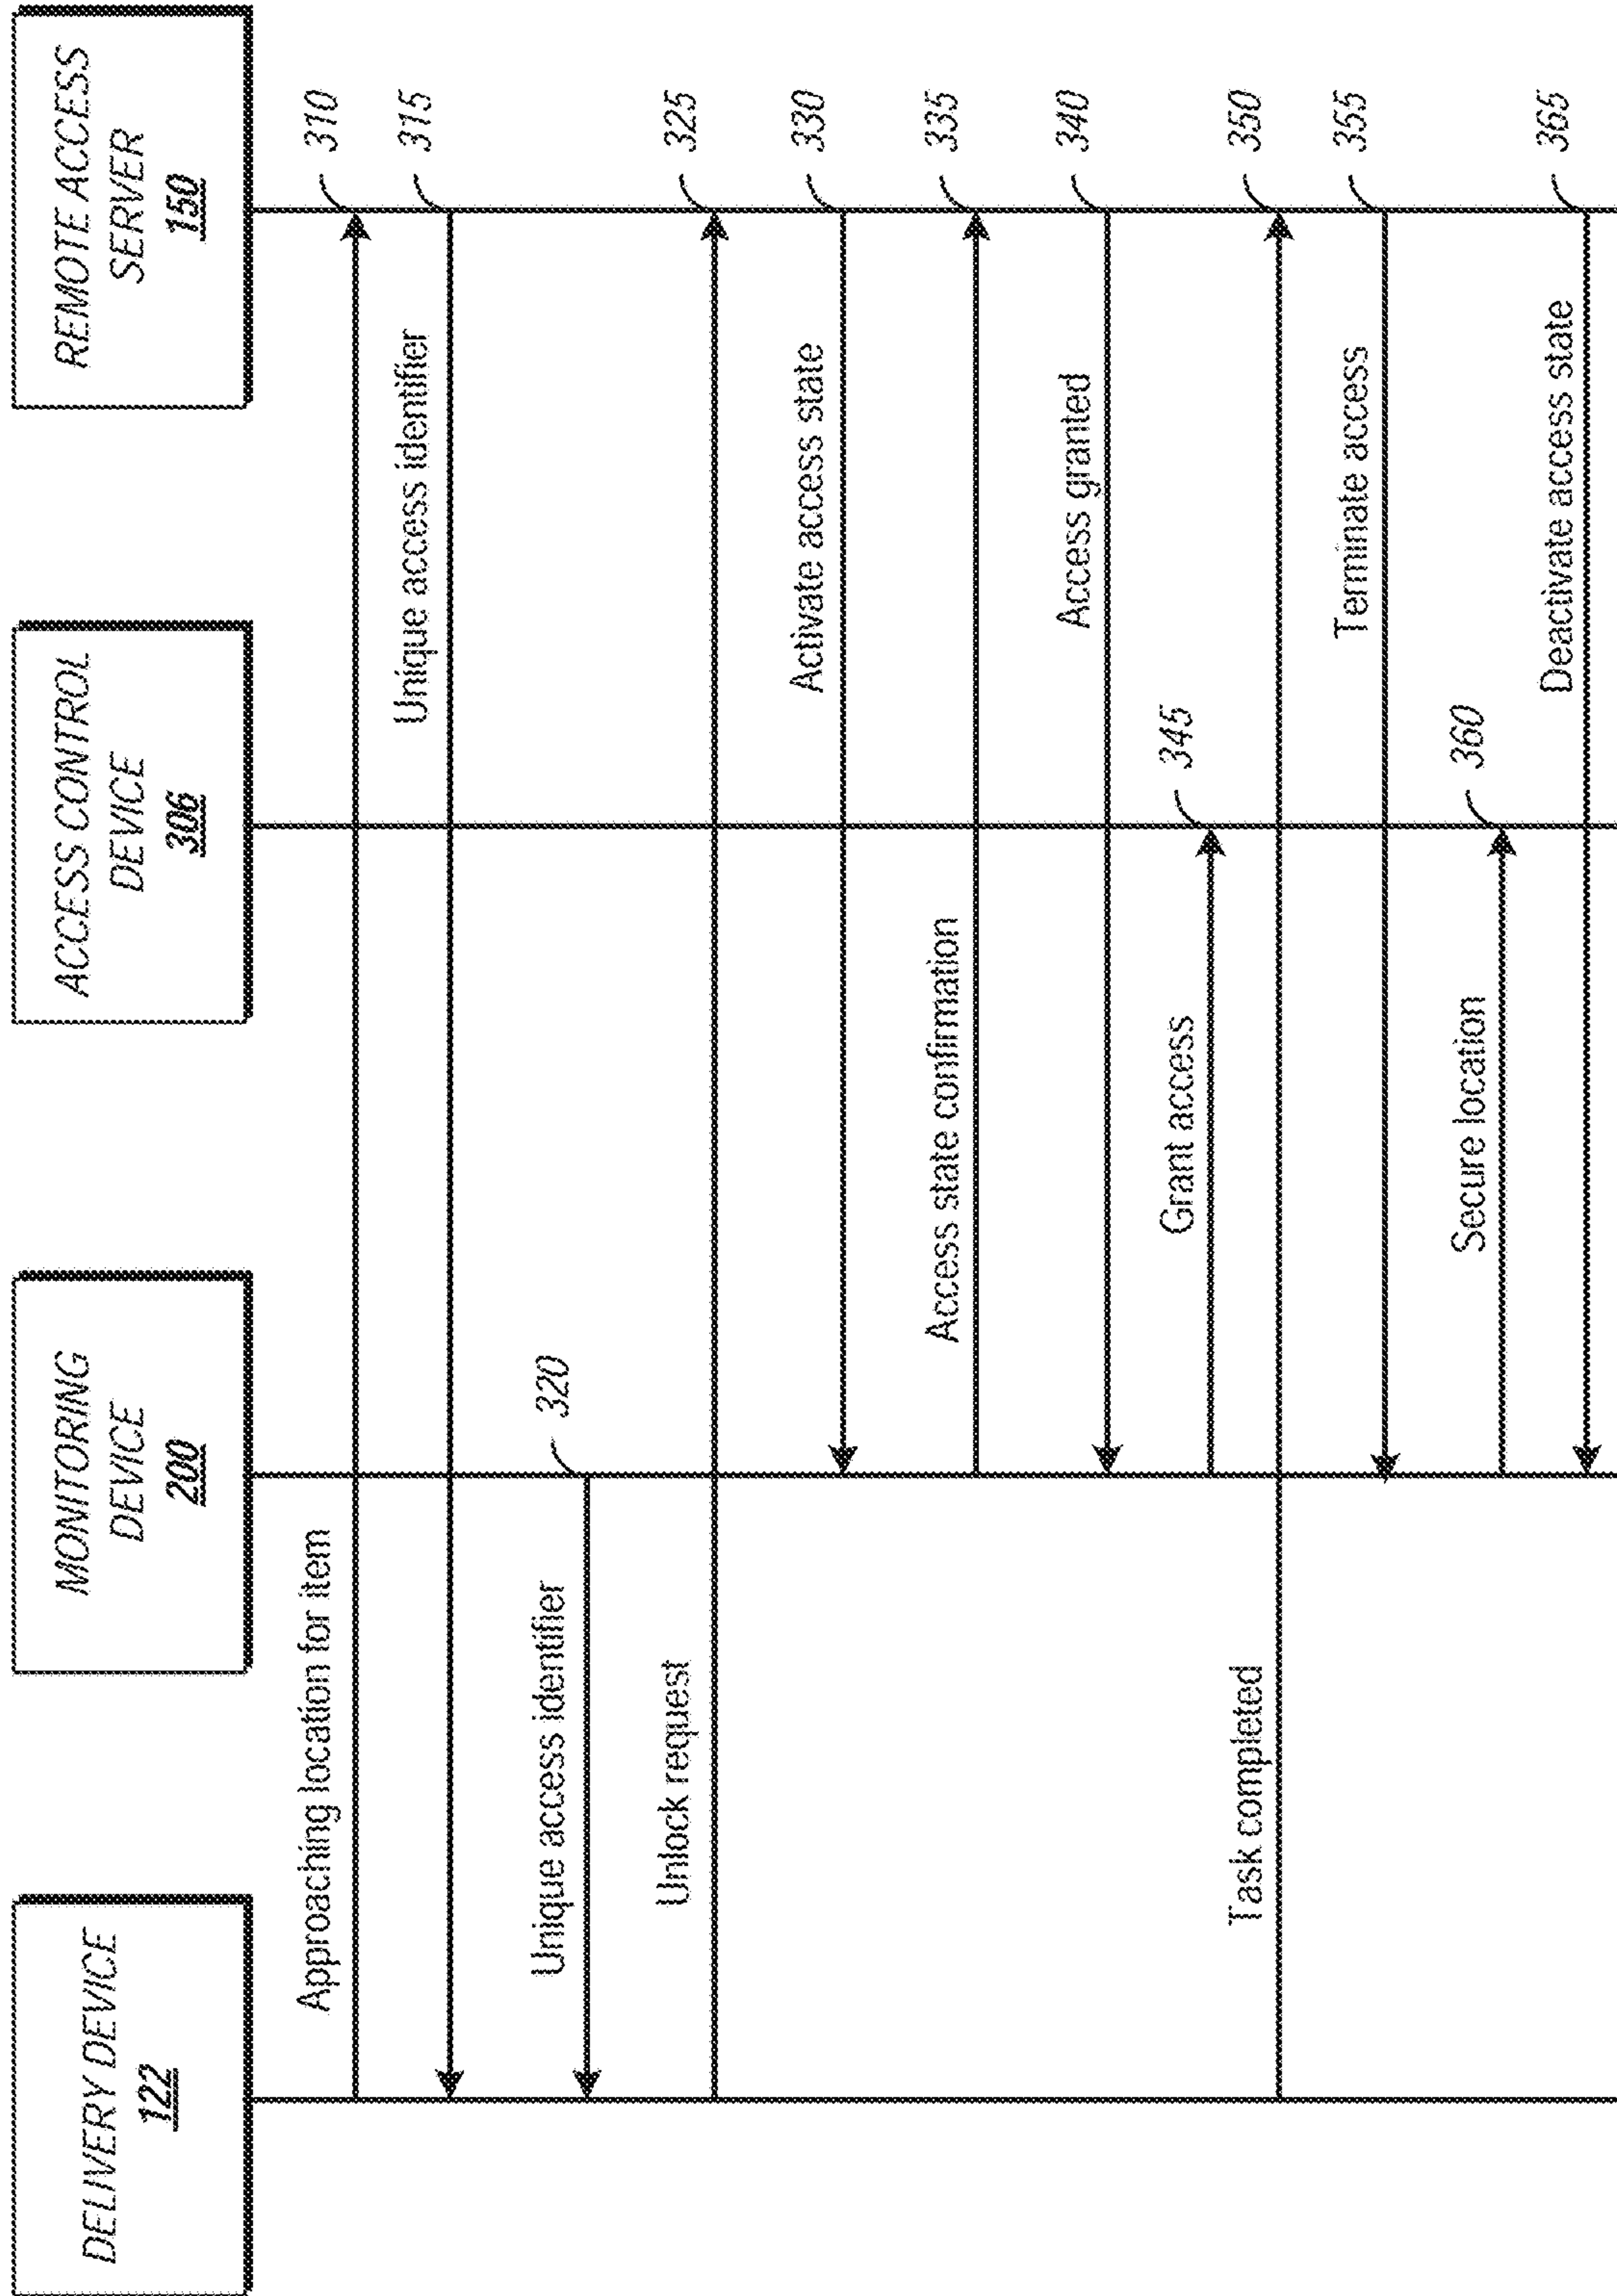 DELIVERY DEVICE
122
MONITORING
DEVICE
200
ACCESS CONTROL
DEVICE
306
REMOTE ACCESS
SERVER
150
Approaching location for item
310
Unique access identifier
315
Unique access identifier
320
Unlock request
325
Activate access state
330
Access state confirmation
335
Access granted
340
Grant access
345
Task completed
350
Terminate access
355
Secure location
360
Deactivate access state
365